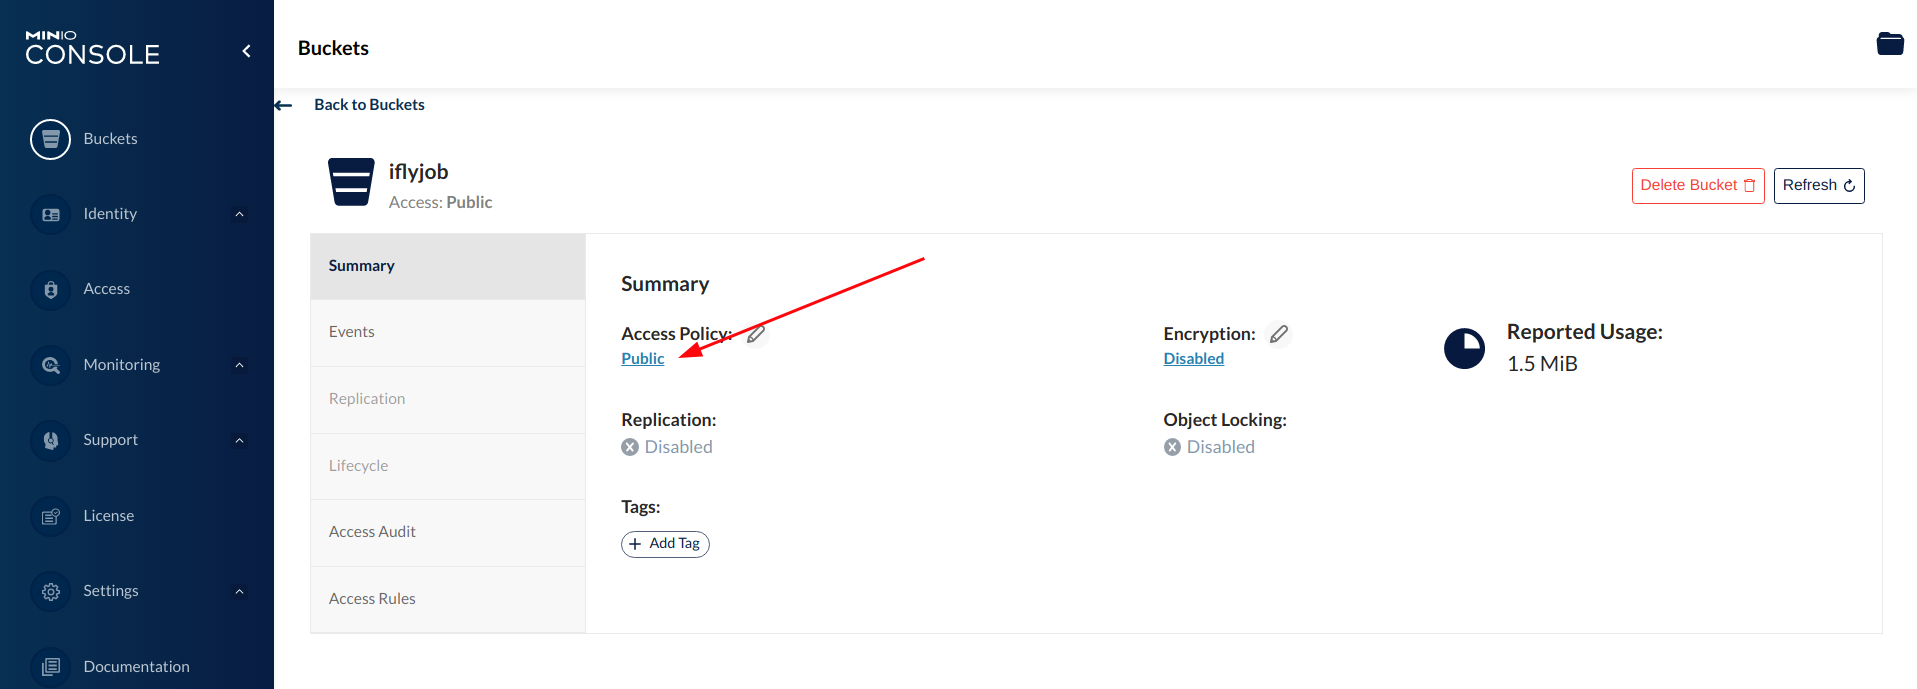 MINIO
CONSOLE
Buckets
Identity
Access
Monitoring
Support
License
Settings
Documentation
Buckets
Back to Buckets
iflyjob
Access: Public
Delete Bucket
Refresh
Summary
Events
Replication
Lifecycle
Access Audit
Access Rules
Summary
Access Policy:
Public
Encryption:
Disabled
Reported Usage:
1.5 MiB
Replication:
Disabled
Object Locking:
Disabled
Tags:
Add Tag